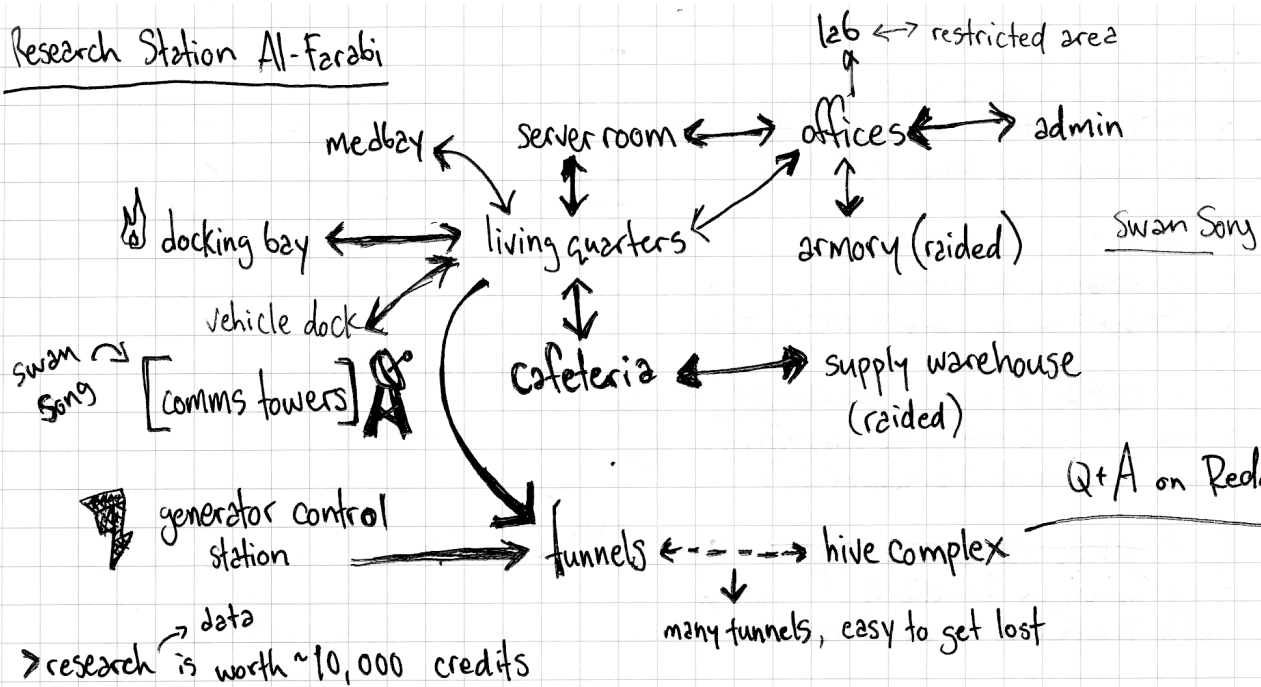 Research Station Al-Farabi
lab ↔ restricted area
medbay
server room
offices
admin
docking bay
living quarters
armory (raided)
Swan Song
vehicle dock
swan
song
[comms towers]
cafeteria
supply warehouse
(raided)
Q+A on
generator control
station
tunnels
hive complex
many tunnels, easy to get lost
data
>research is worth ~10,000 credits